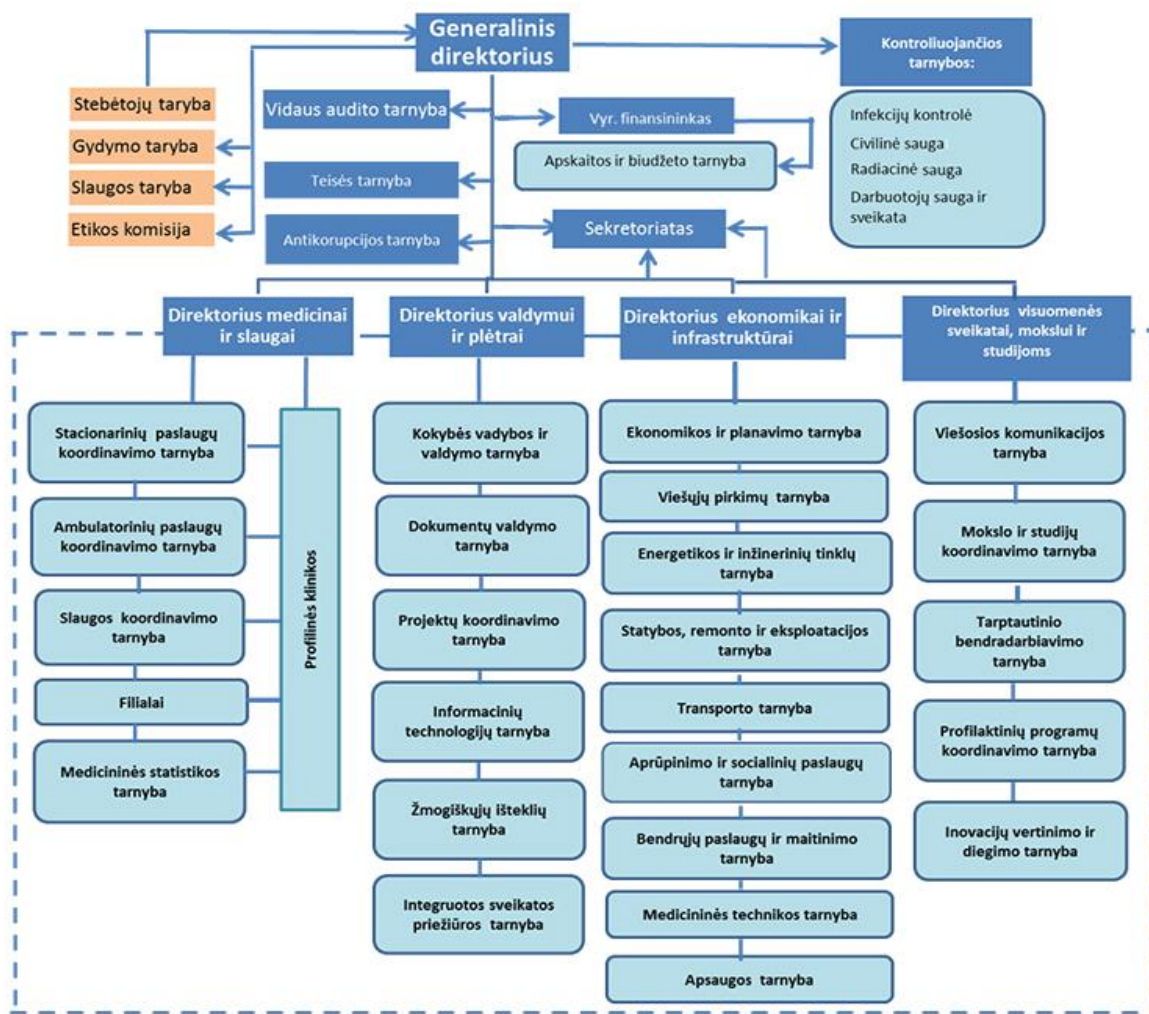 Generalinis
direktorius
Kontroliuojančios
tarnybos:
Stebėtojų taryba
Gydymo taryba
Slaugos taryba
Etikos komisija
Vidaus audito tarnyba
Teisės tarnyba
Antikorupcijos tarnyba
Vyr. finansininkas
Apskaitos ir biudžeto tarnyba
Sekretoriatas
Infekcijų kontrolė
Civilinė sauga
Radiacinė sauga
Darbuotojų sauga ir
sveikata
Direktorius medicinai
ir slaugai
Direktorius valdymui
ir plėtrai
Direktorius ekonomikai ir
infrastruktūrai
Direktorius visuomenės
sveikatai, mokslui ir
studijoms
Stacionarinių paslaugų
koordinavimo tarnyba
Ambulatorinių paslaugų
koordinavimo tarnyba
Slaugos koordinavimo
tarnyba
Filialai
Medicininės statistikos
tarnyba
Profilinės klinikos
Kokybės vadybos ir
valdymo tarnyba
Dokumentų valdymo
tarnyba
Projektų koordinavimo
tarnyba
Informacinių
technologijų tarnyba
Žmogiškųjų išteklių
tarnyba
Integruotos sveikatos
priežiūros tarnyba
Ekonomikos ir planavimo tarnyba
Viešųjų pirkimų tarnyba
Energetikos ir inžinerinių tinklų
tarnyba
Statybos, remonto ir eksploatacijos
tarnyba
Transporto tarnyba
Aprūpinimo ir socialinių paslaugų
tarnyba
Bendrųjų paslaugų ir maitinimo
tarnyba
Medicininės technikos tarnyba
Apsaugos tarnyba
Viešosios komunikacijos
tarnyba
Mokslo ir studijų
koordinavimo tarnyba
Tarptautinio
bendradarbiavimo
tarnyba
Profilaktinių programų
koordinavimo tarnyba
Inovacijų vertinimo ir
diegimo tarnyba